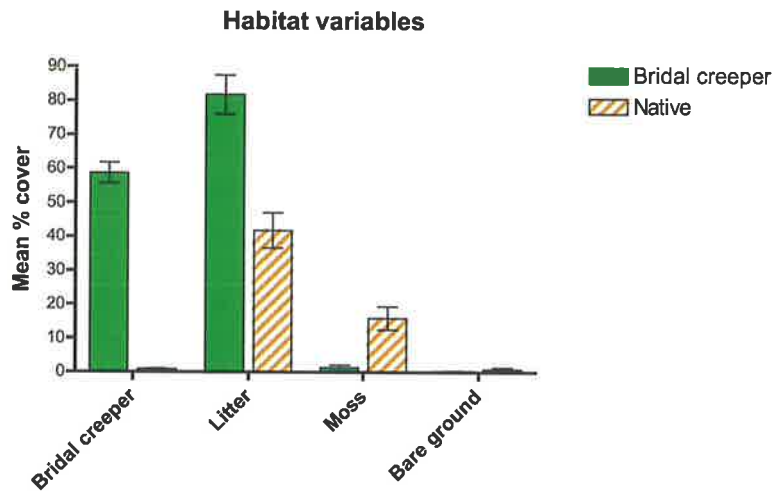 Habitat variables
Bridal creeper
Native
Mean % cover
90
80
70
60
50
40
30
20
10
0
Bridal creeper
Litter
Moss
Bare ground